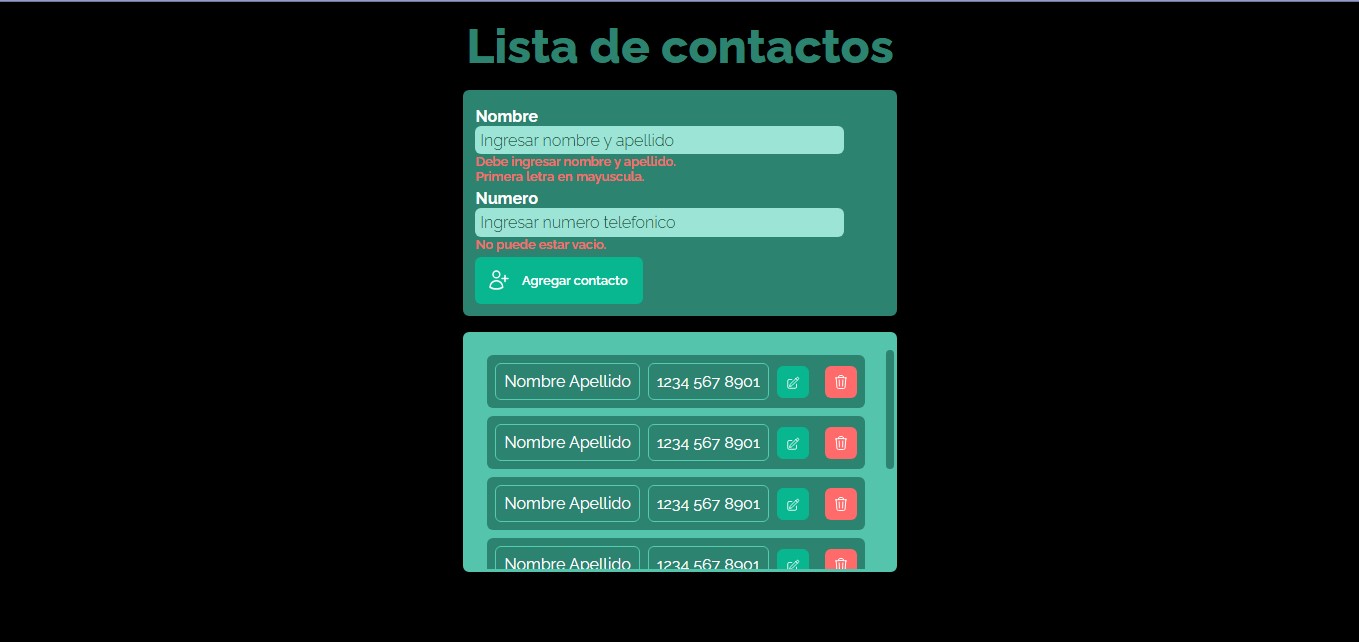 Lista de contactos
Nombre
Ingresar nombre y apellido
Debe ingresar nombre y apellido.
Primera letra en mayuscula.
Numero
Ingresar numero telefonico
No puede estar vacio.
Agregar contacto
Nombre Apellido 1234 567 8901
Nombre Apellido 1234 567 8901
Nombre Apellido 1234 567 8901
Nombre Apellido 1234 567 8901